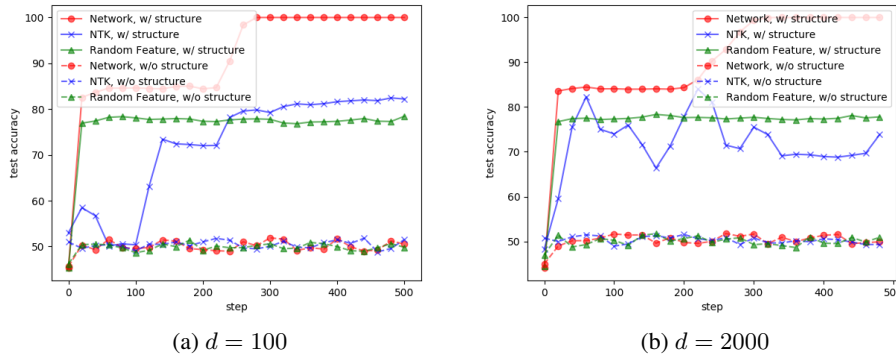 Network, w/ structure
NTK, w/ structure
Random Feature, w/ structure
Network, w/o structure
NTK, w/o structure
Random Feature, w/o structure
100
90
80
70
60
50
test accuracy
0
100
200
300
400
500
step
(a) d = 100
Network, w/ structure
NTK, w/ structure
Random Feature, w/ structure
Network, w/o structure
NTK, w/o structure
Random Feature, w/o structure
100
90
80
70
60
50
test accuracy
0
100
200
300
400
step
(b) d = 2000